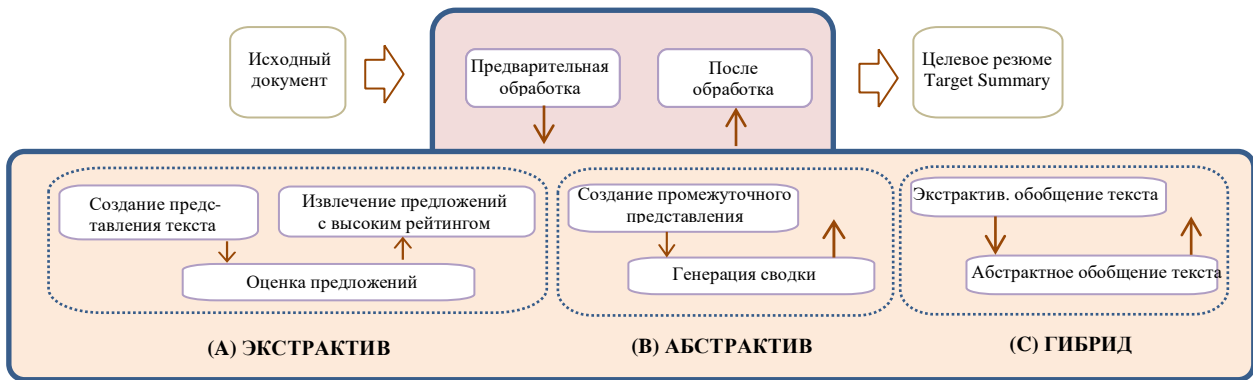 Исходный
документ
Предварительная
обработка
После
обработка
Целевое резюме
Target Summary
Создание предс-
тавления текста
Извлечение предложений
с высоким рейтингом
Оценка предложений
Создание промежуточного
представления
Генерация сводки
Экстрактив. обобщение текста
Абстрактное обобщение текста
(A) ЭКСТРАКТИВ
(B) АБСТРАКТИВ
(C) ГИБРИД